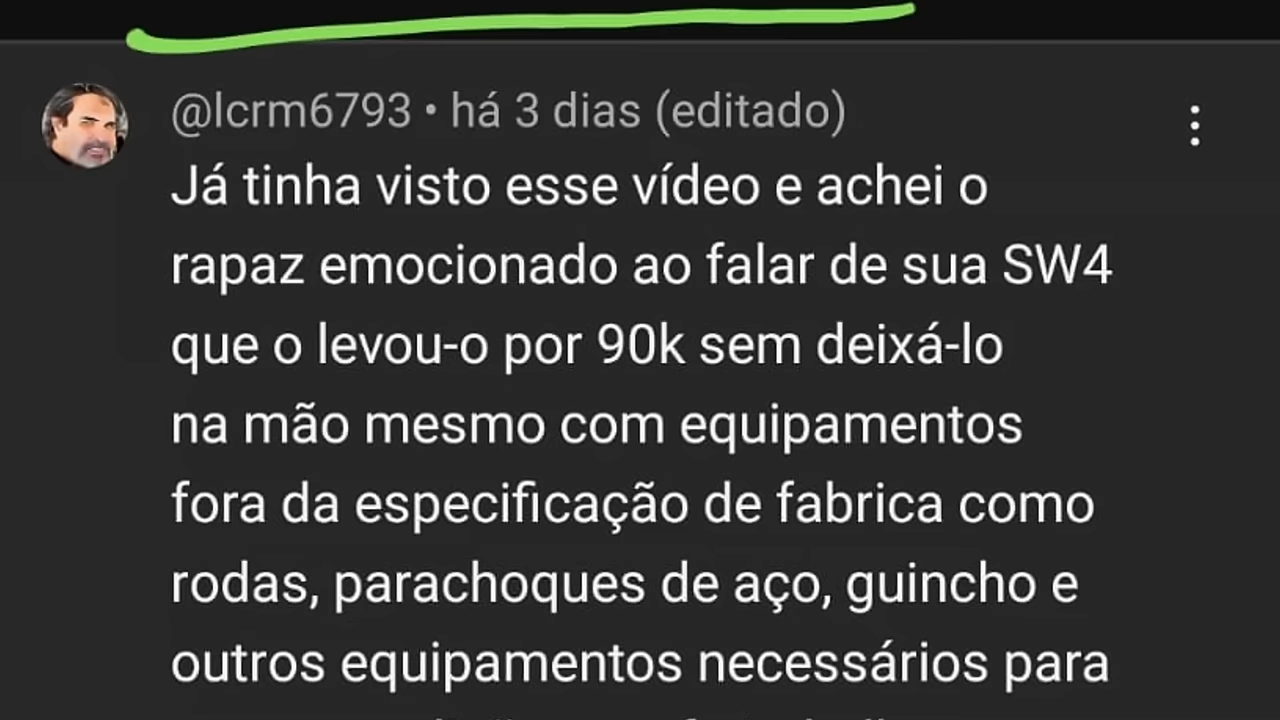 @lcrm6793 • há 3 dias (editado)
Já tinha visto esse vídeo e achei o
rapaz emocionado ao falar de sua SW4
que o levou-o por 90k sem deixá-lo
na mão mesmo com equipamentos
fora da especificação de fabrica como
rodas, parachoques de aço, guincho e
outros equipamentos necessários para